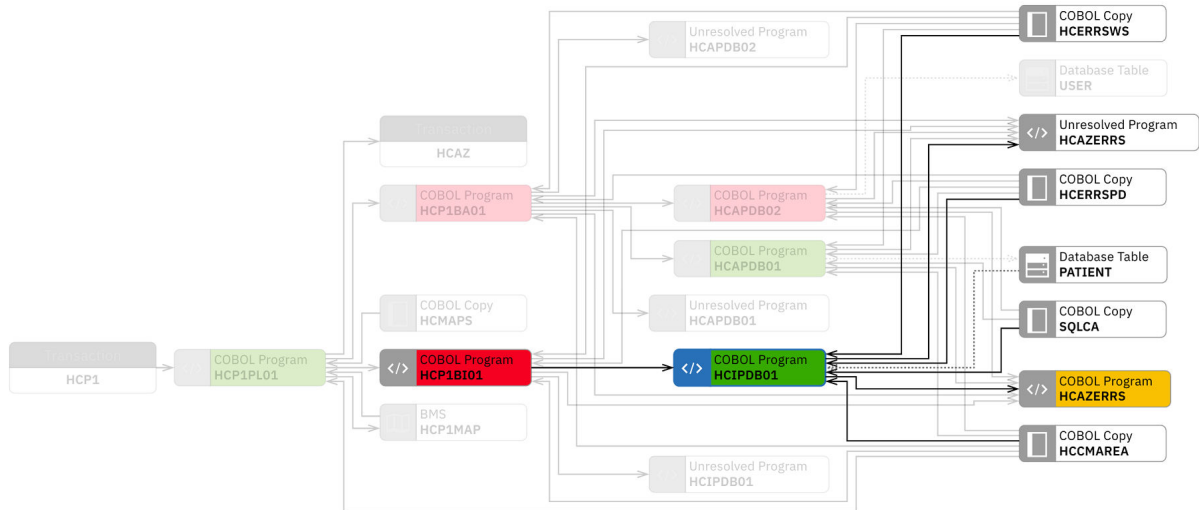 COBOL Copy
HCERRSWS
Unresolved Program
HCAPDB02
Database Table
USER
Transaction
HCAZ
Unresolved Program
HCAZERRS
COBOL Program
HCP1BA01
COBOL Program
HCAPDB02
COBOL Copy
HCERRSPD
COBOL Program
HCAPDB01
Database Table
PATIENT
COBOL Copy
HCMAPS
Unresolved Program
HCAPDB01
COBOL Copy
SQLCA
Transaction
HCP1
COBOL Program
HCP1PL01
COBOL Program
HCP1BI01
COBOL Program
HCIPDB01
COBOL Program
HCAZERRS
BMS
HCP1MAP
COBOL Copy
HCCMAREA
Unresolved Program
HCIPDB01